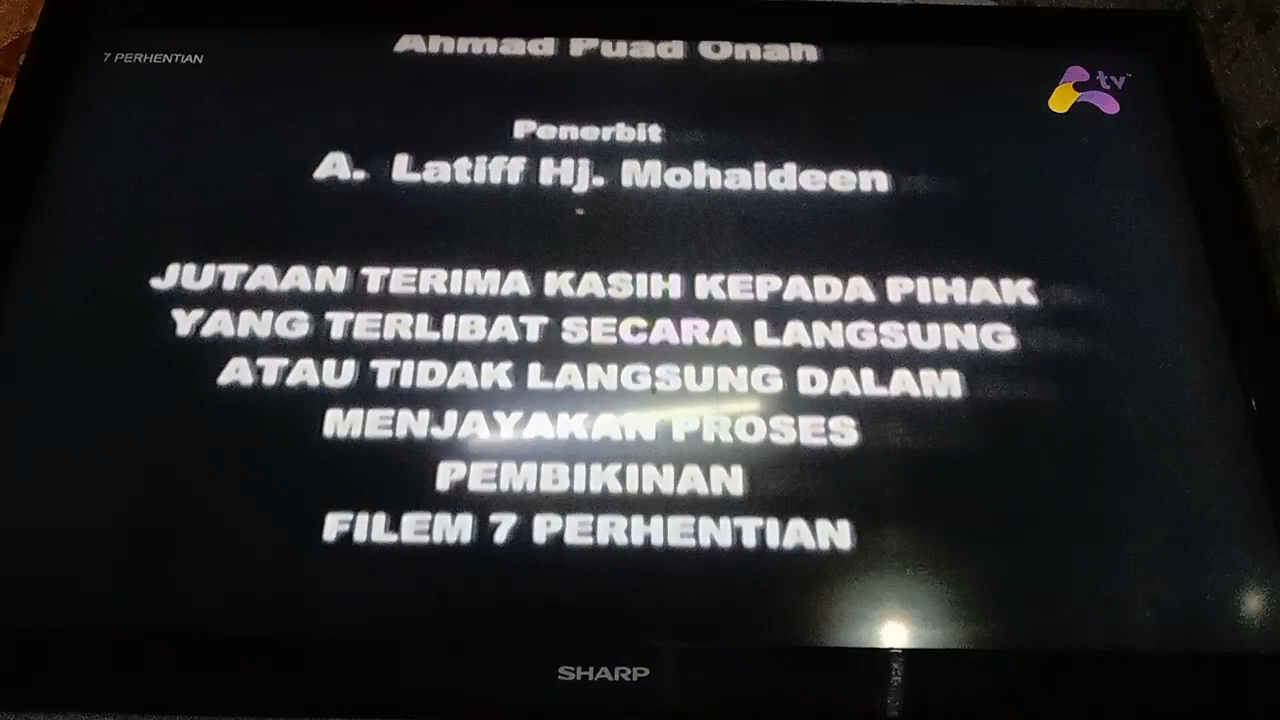 Ahmad Puad Onah
7 PERHENTIAN
tv
Penerbit
A. Latiff Hj. Mohaideen
JUTAAN TERIMA KASIH KEPADA PIHAK
YANG TERLIBAT SECARA LANGSUNG
ATAU TIDAK LANGSUNG DALAM
MENJAYAKAN PROSES
PEMBIKINAN
FILEM 7 PERHENTIAN
SHARP